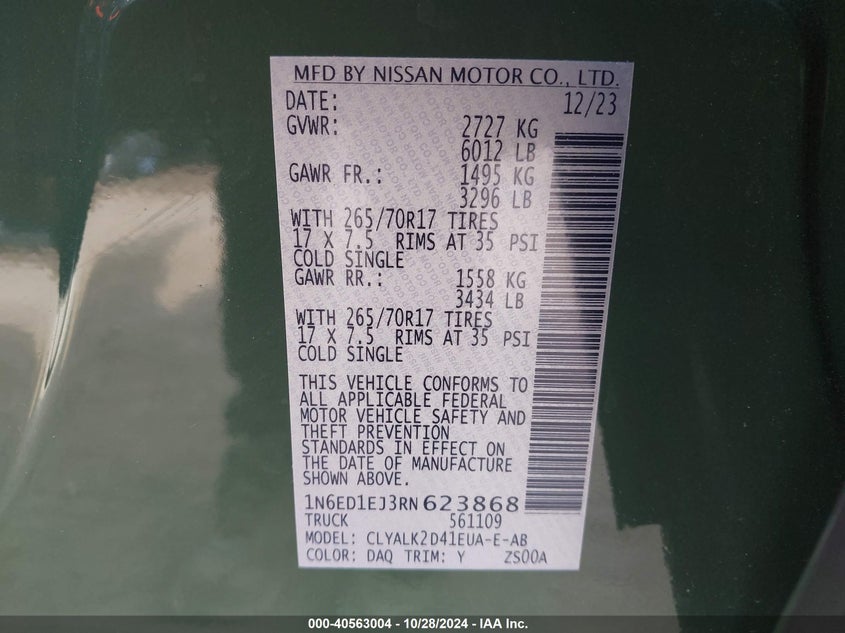 MFD BY NISSAN MOTOR CO., LTD.
DATE: 12/23
GVWR: 2727 KG
6012 LB
GAWR FR.: 1495 KG
3296 LB
WITH 265/70R17 TIRES
17 X 7.5 RIMS AT 35 PSI
COLD SINGLE
GAWR RR.: 1558 KG
3434 LB
WITH 265/70R17 TIRES
17 X 7.5 RIMS AT 35 PSI
COLD SINGLE
THIS VEHICLE CONFORMS TO
ALL APPLICABLE FEDERAL
MOTOR VEHICLE SAFETY AND
THEFT PREVENTION
STANDARDS IN EFFECT ON
THE DATE OF MANUFACTURE
SHOWN ABOVE.
1N6ED1EJ3RN623868
TRUCK 561109
MODEL: CLYALK2D41EUA-E-AB
COLOR: DAQ TRIM: Y ZS00A
000-40563004 - 10/28/2024 - IAA Inc.